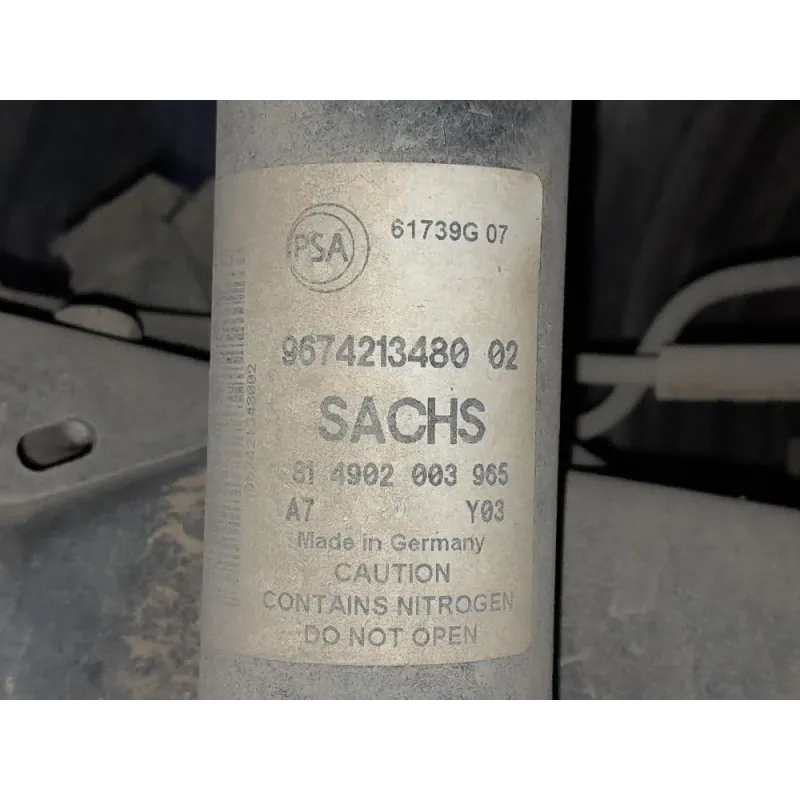 PSA
61739G 07
9674213480 02
SACHS
81 4902 003 965
A7 Y03
Made in Germany
CAUTION
CONTAINS NITROGEN
DO NOT OPEN